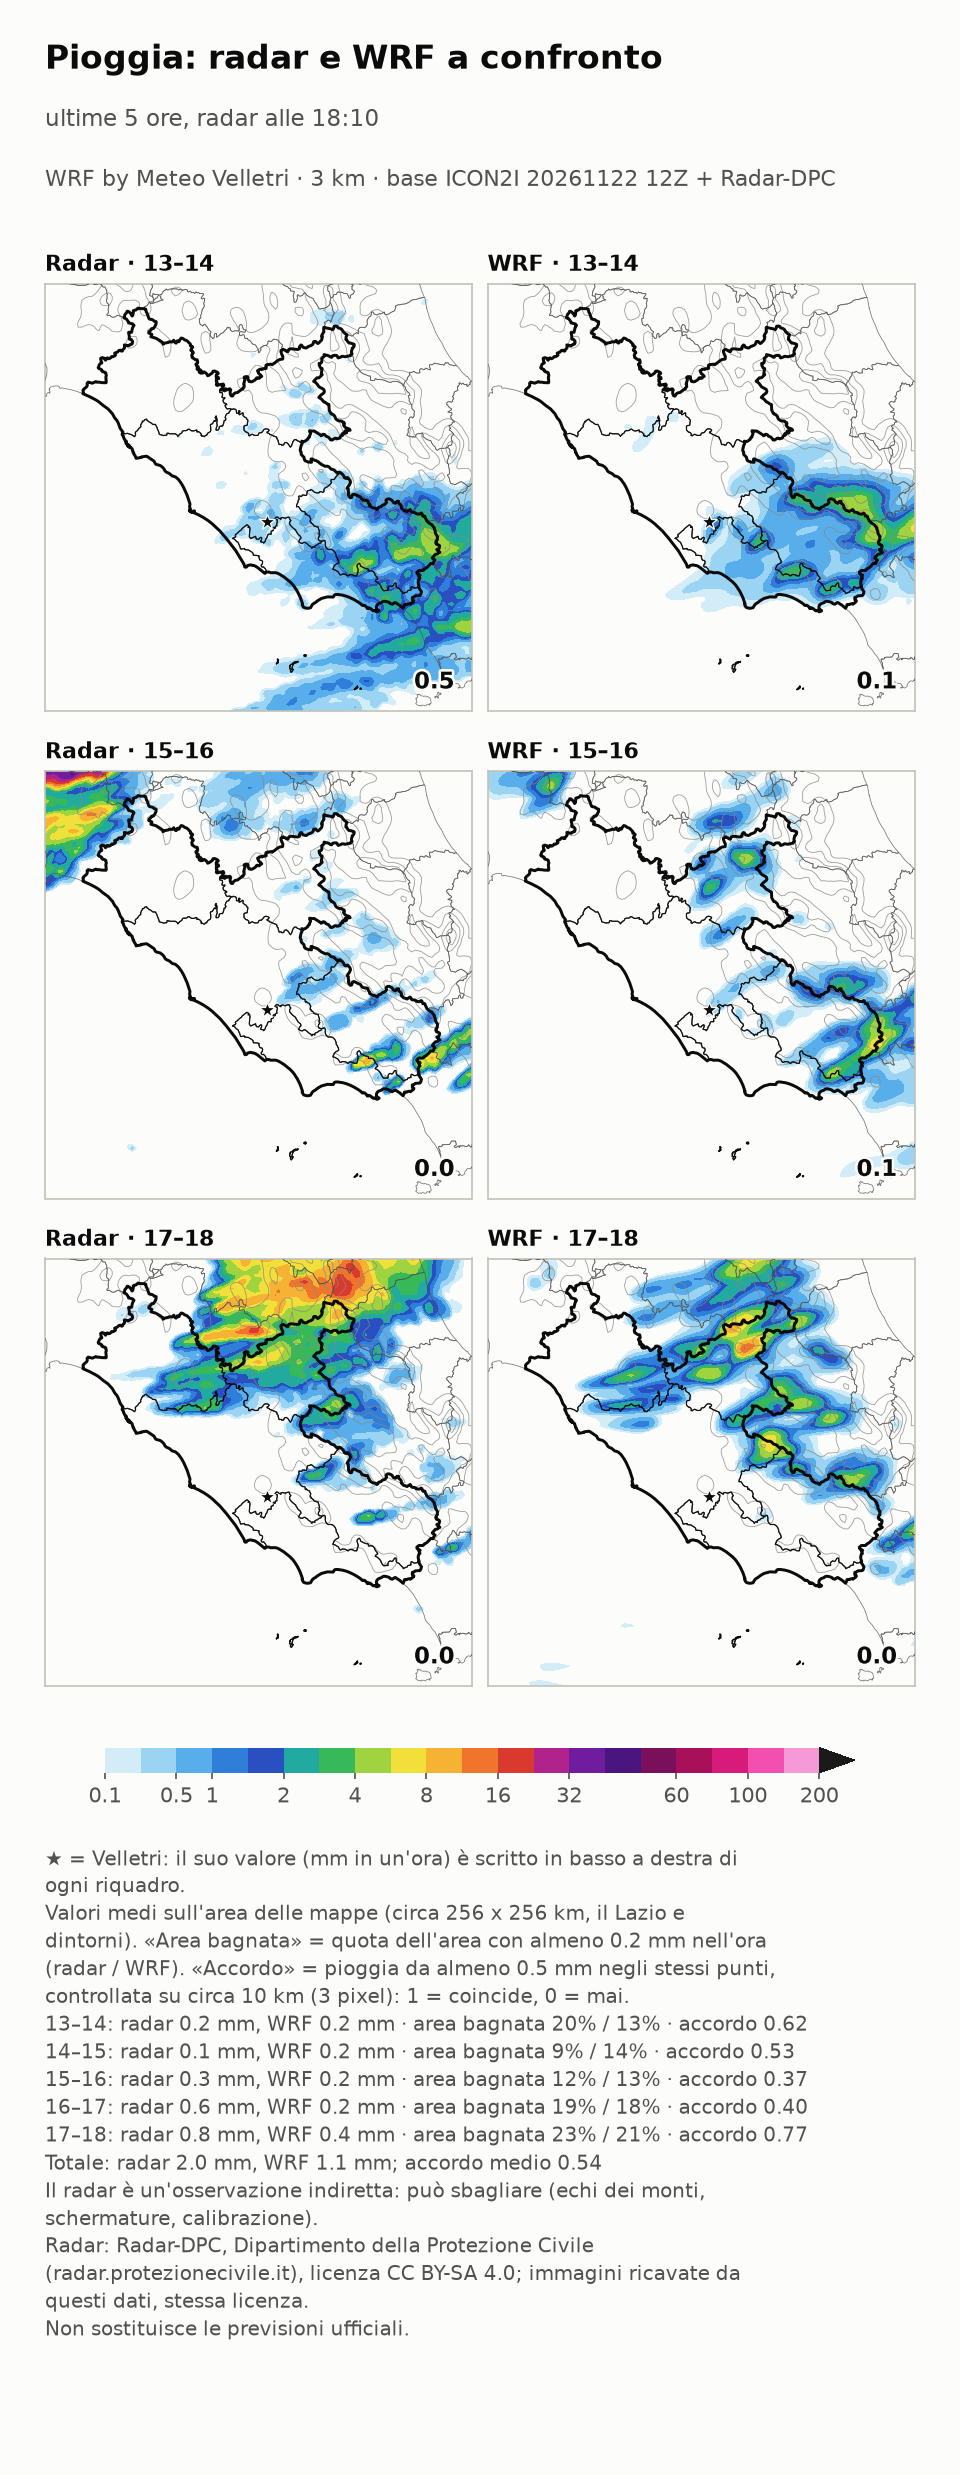 Pioggia: radar e WRF a confronto
ultime 5 ore, radar alle 18:10
WRF by Meteo Velletri · 3 km · base ICON2I 20261122 12Z + Radar-DPC
Radar · 13–14
WRF · 13–14
0.5
0.1
Radar · 15–16
WRF · 15–16
0.0
0.1
Radar · 17–18
WRF · 17–18
0.0
0.0
0.1 0.5 1 2 4 8 16 32 60 100 200
★ = Velletri: il suo valore (mm in un'ora) è scritto in basso a destra di
ogni riquadro.
Valori medi sull'area delle mappe (circa 256 x 256 km, il Lazio e
dintorni). «Area bagnata» = quota dell'area con almeno 0.2 mm nell'ora
(radar / WRF). «Accordo» = pioggia da almeno 0.5 mm negli stessi punti,
controllata su circa 10 km (3 pixel): 1 = coincide, 0 = mai.
13–14: radar 0.2 mm, WRF 0.2 mm · area bagnata 20% / 13% · accordo 0.62
14–15: radar 0.1 mm, WRF 0.2 mm · area bagnata 9% / 14% · accordo 0.53
15–16: radar 0.3 mm, WRF 0.2 mm · area bagnata 12% / 13% · accordo 0.37
16–17: radar 0.6 mm, WRF 0.2 mm · area bagnata 19% / 18% · accordo 0.40
17–18: radar 0.8 mm, WRF 0.4 mm · area bagnata 23% / 21% · accordo 0.77
Totale: radar 2.0 mm, WRF 1.1 mm; accordo medio 0.54
Il radar è un'osservazione indiretta: può sbagliare (echi dei monti,
schermature, calibrazione).
Radar: Radar-DPC, Dipartimento della Protezione Civile
(radar.protezionecivile.it), licenza CC BY-SA 4.0; immagini ricavate da
questi dati, stessa licenza.
Non sostituisce le previsioni ufficiali.